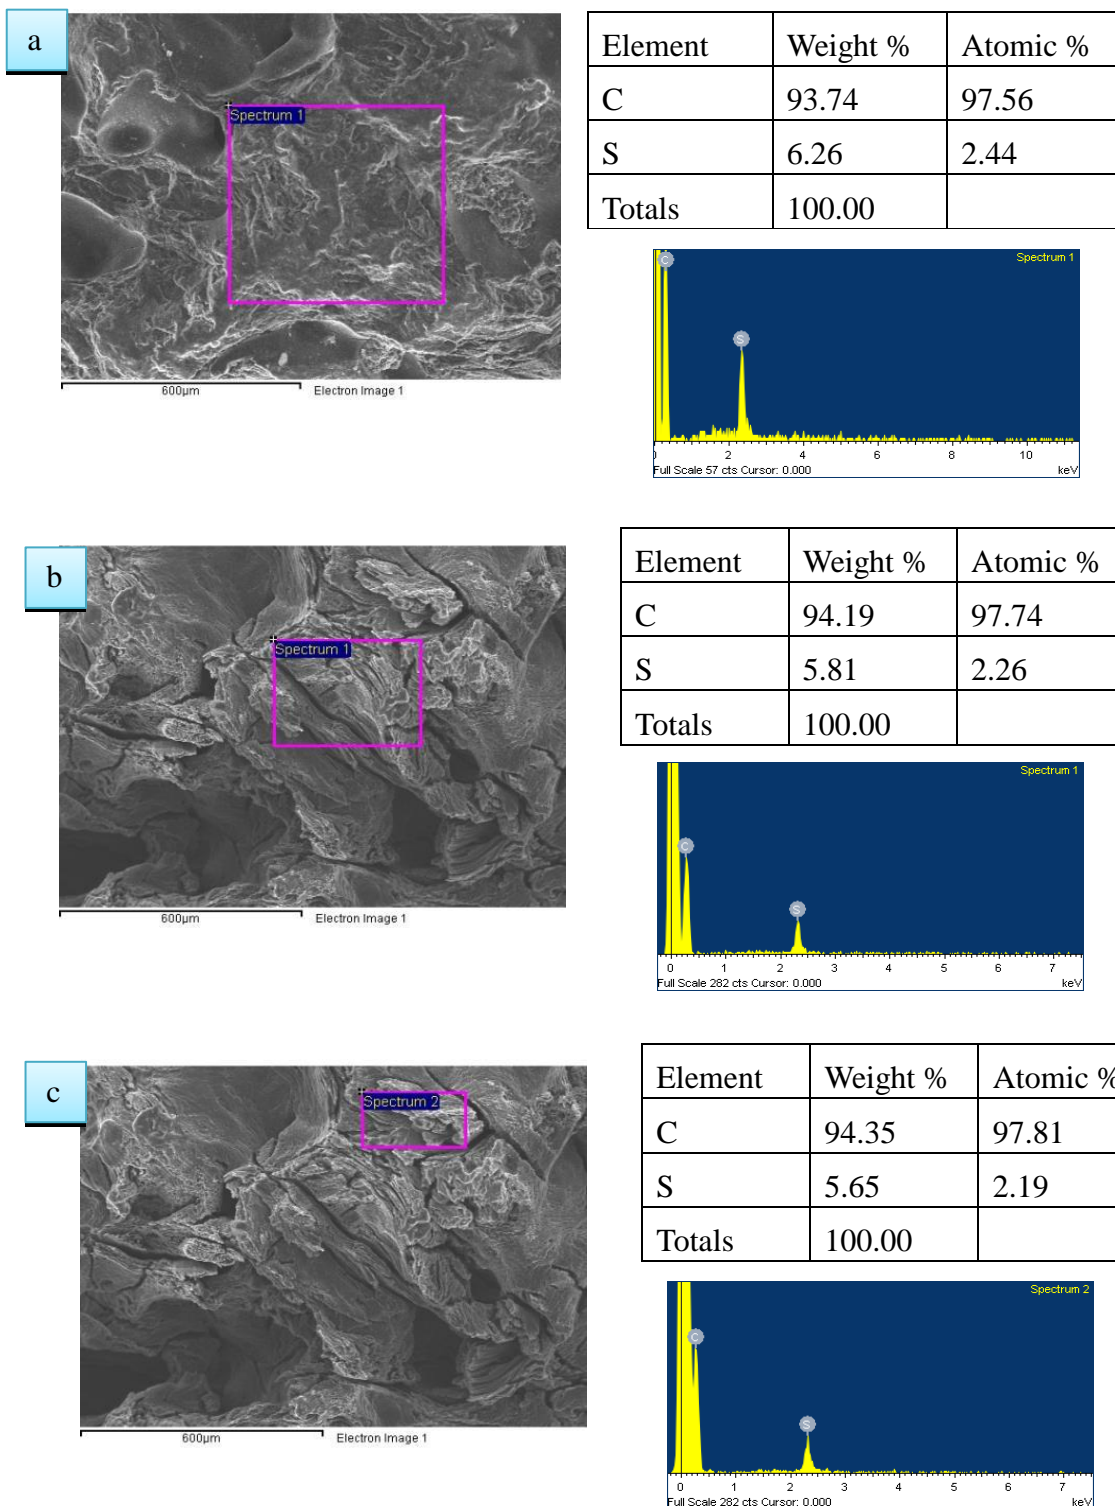 a
Spectrum 1
600µm Electron Image 1
Element Weight % Atomic %
C 93.74 97.56
S 6.26 2.44
Totals 100.00
Spectrum 1
C
S
2 4 6 8 10
Full Scale 57 cts Cursor: 0.000 keV
b
Spectrum 1
600µm Electron Image 1
Element Weight % Atomic %
C 94.19 97.74
S 5.81 2.26
Totals 100.00
Spectrum 1
C
S
0 1 2 3 4 5 6 7
Full Scale 282 cts Cursor: 0.000 keV
c
Spectrum 2
600µm Electron Image 1
Element Weight % Atomic %
C 94.35 97.81
S 5.65 2.19
Totals 100.00
Spectrum 2
C
S
0 1 2 3 4 5 6 7
Full Scale 282 cts Cursor: 0.000 keV